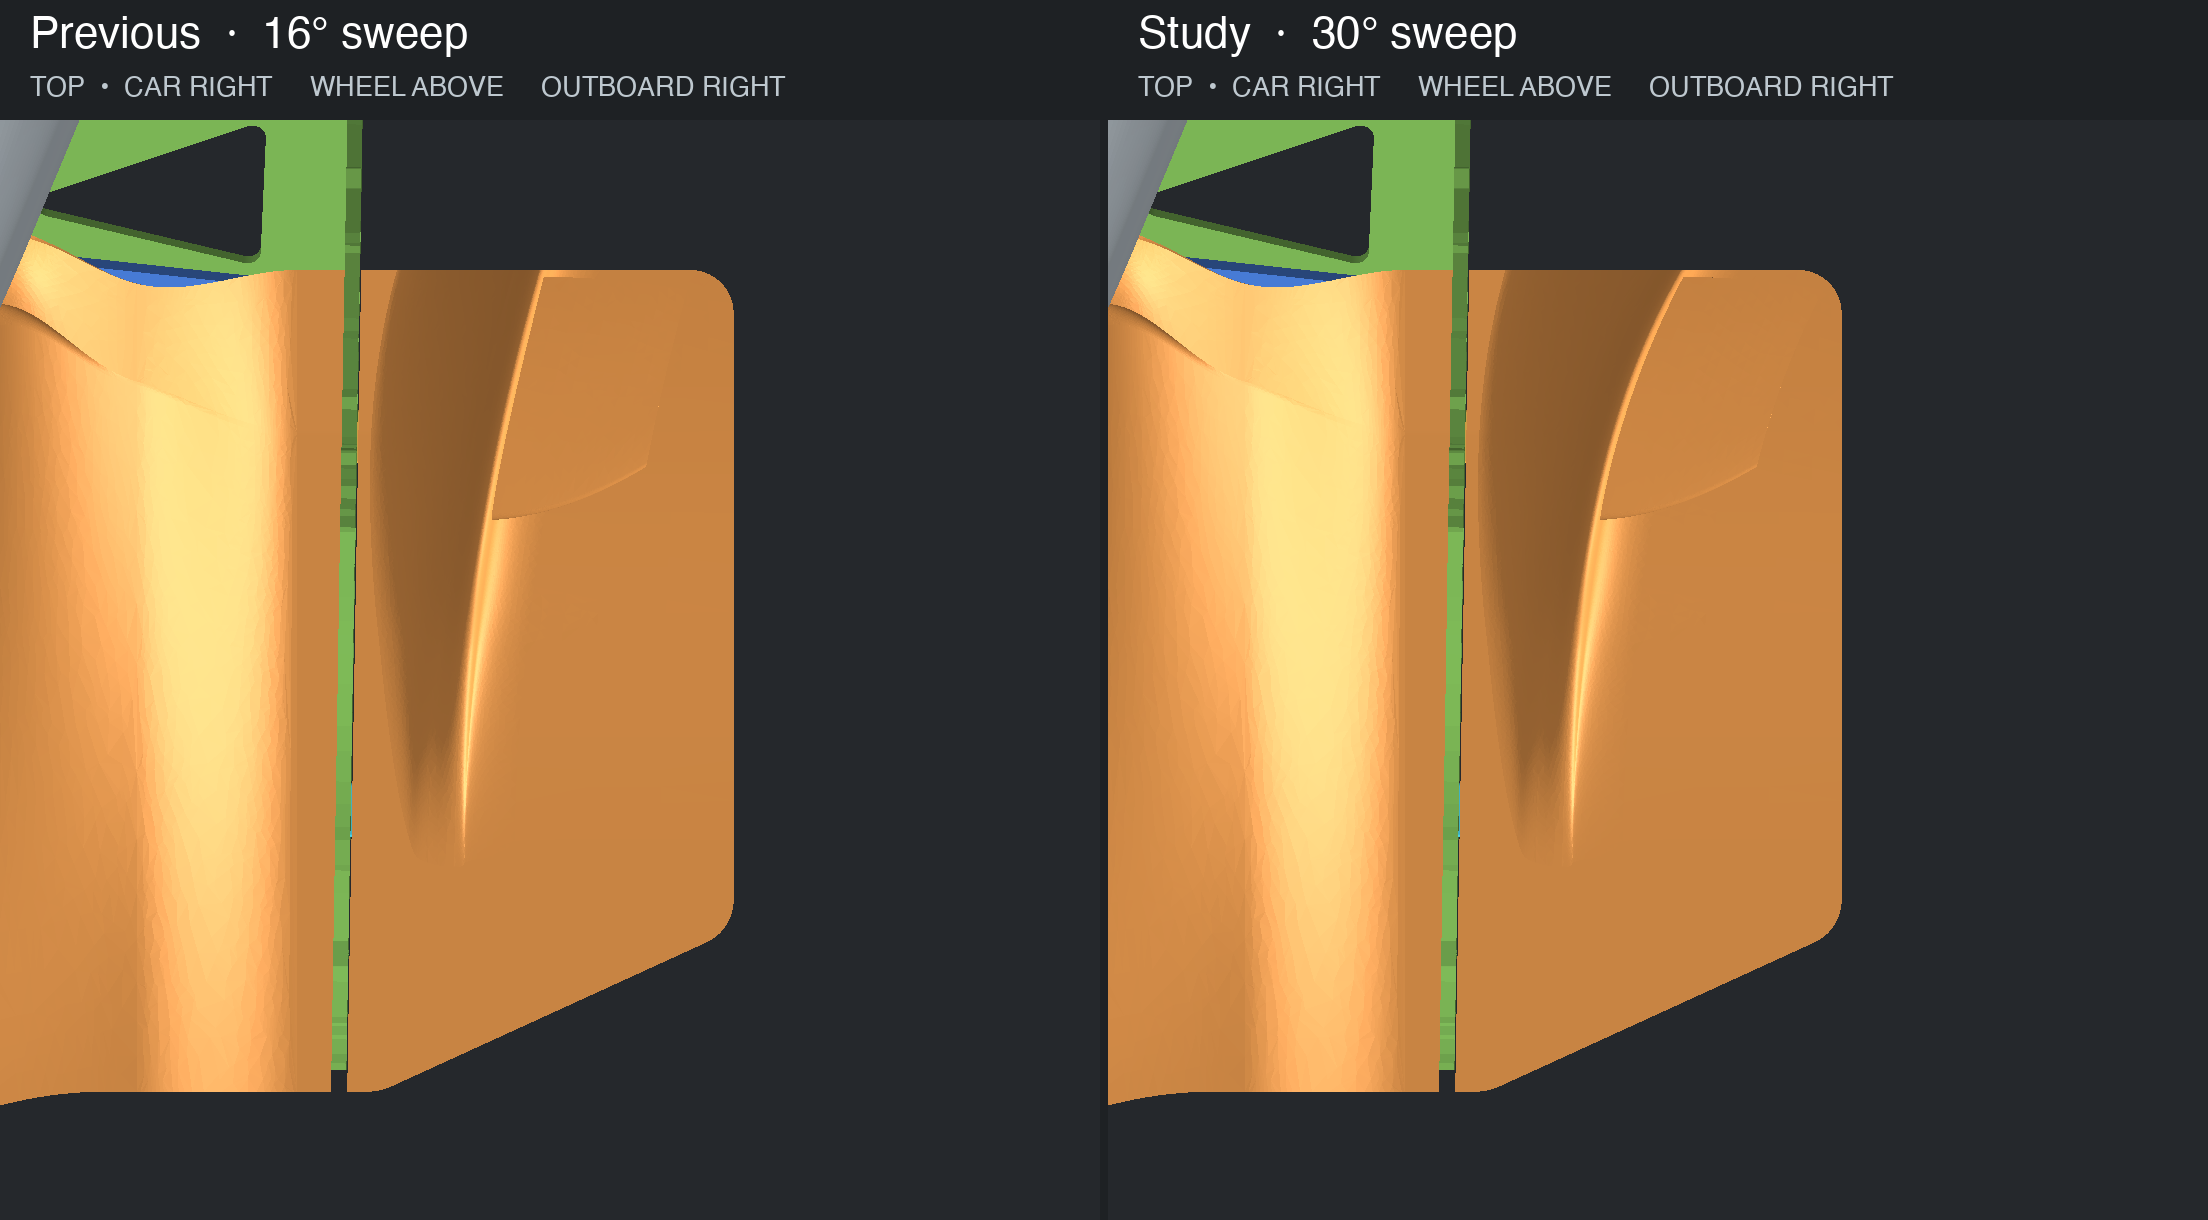 Previous · 16° sweep
TOP • CAR RIGHT WHEEL ABOVE OUTBOARD RIGHT
Study · 30° sweep
TOP • CAR RIGHT WHEEL ABOVE OUTBOARD RIGHT